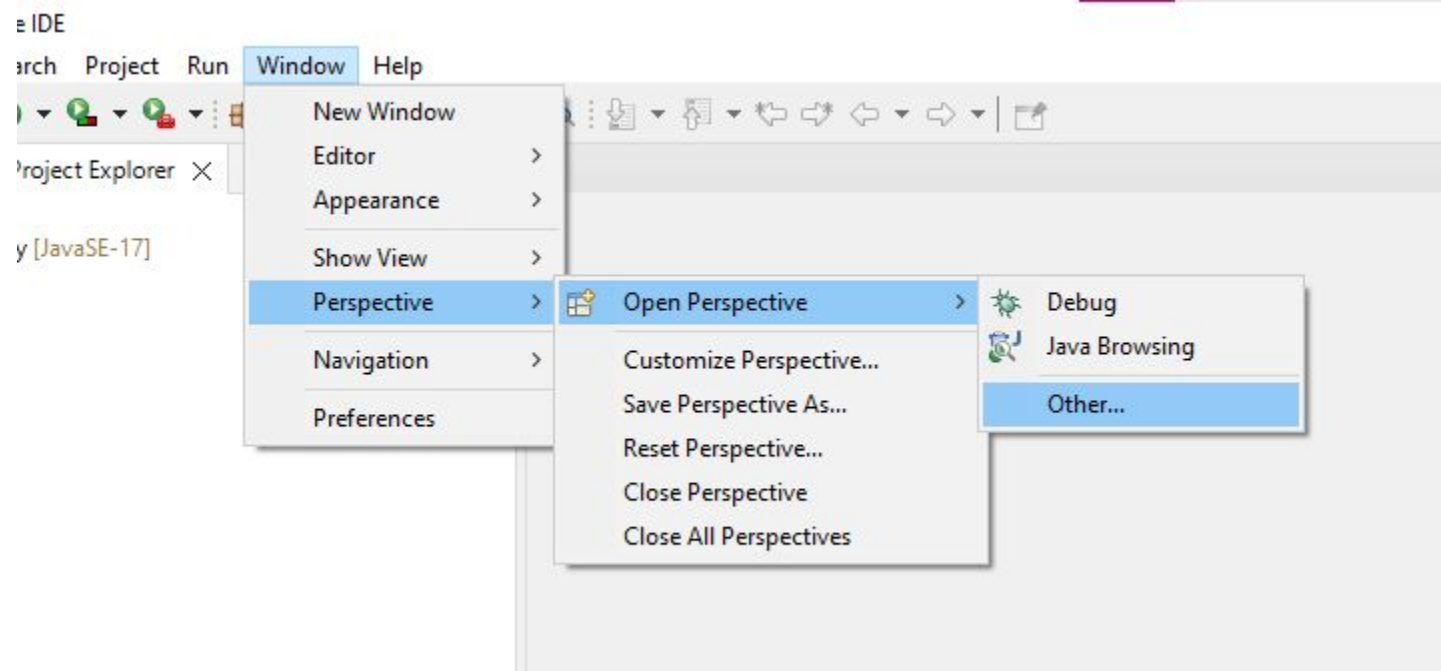 e IDE
arch Project Run Window Help
Project Explorer
y [JavaSE-17]
New Window
Editor
Appearance
Show View
Perspective
Navigation
Preferences
Open Perspective
Customize Perspective...
Save Perspective As...
Reset Perspective...
Close Perspective
Close All Perspectives
Debug
Java Browsing
Other...